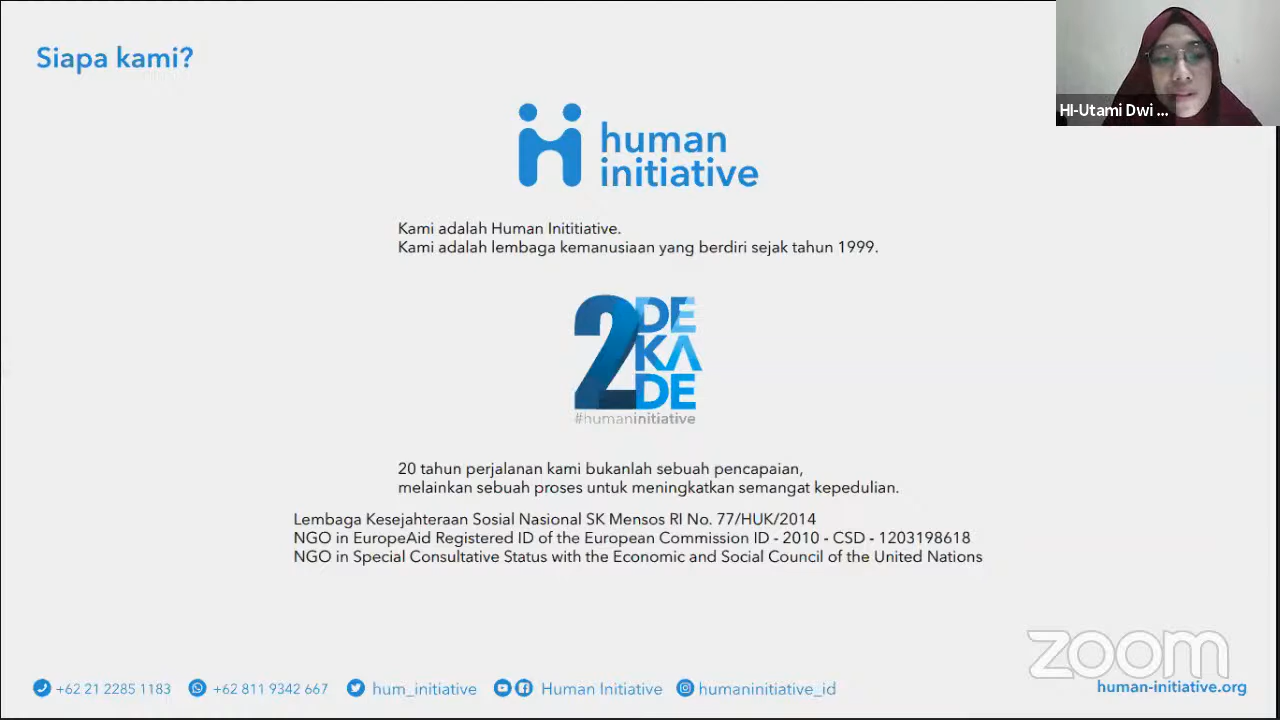 Siapa kami?
HI-Utami Dwi ...
human
initiative
Kami adalah Human Inititiative.
Kami adalah lembaga kemanusiaan yang berdiri sejak tahun 1999.
2 DE
KA
DE
#humaninitiative
20 tahun perjalanan kami bukanlah sebuah pencapaian,
melainkan sebuah proses untuk meningkatkan semangat kepedulian.
Lembaga Kesejahteraan Sosial Nasional SK Mensos RI No. 77/HUK/2014
NGO in EuropeAid Registered ID of the European Commission ID - 2010 - CSD - 1203198618
NGO in Special Consultative Status with the Economic and Social Council of the United Nations
zoom
+62 21 2285 1183 +62 811 9342 667 hum_initiative Human Initiative humaninitiative_id human-initiative.org